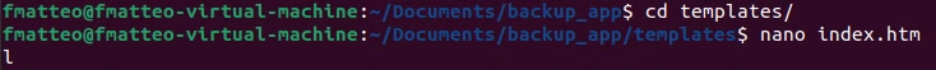 fmatteo@fmatteo-virtual-machine:~/Documents/backup_app$ cd templates/
fmatteo@fmatteo-virtual-machine:~/Documents/backup_app/templates$ nano index.htm
l